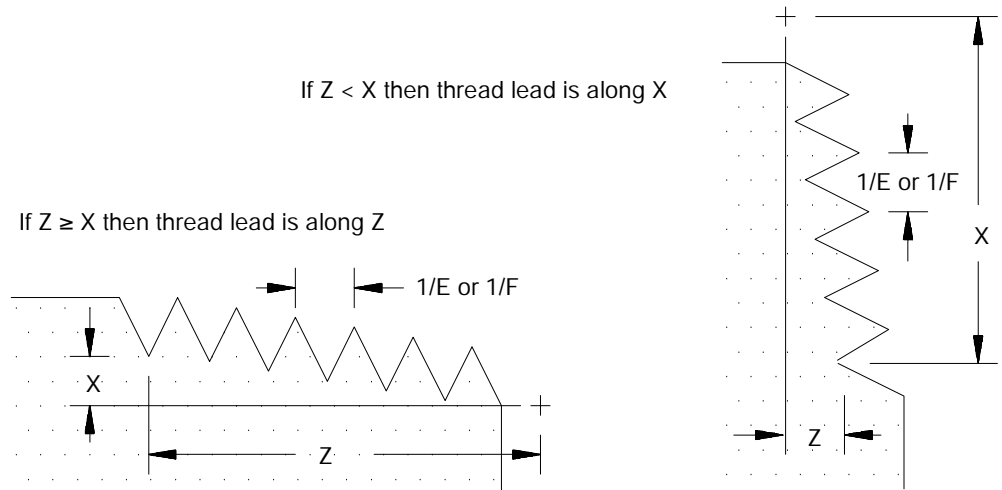 If Z < X then thread lead is along X
1/E or 1/F
X
If Z ≥ X then thread lead is along Z
1/E or 1/F
X
Z
Z